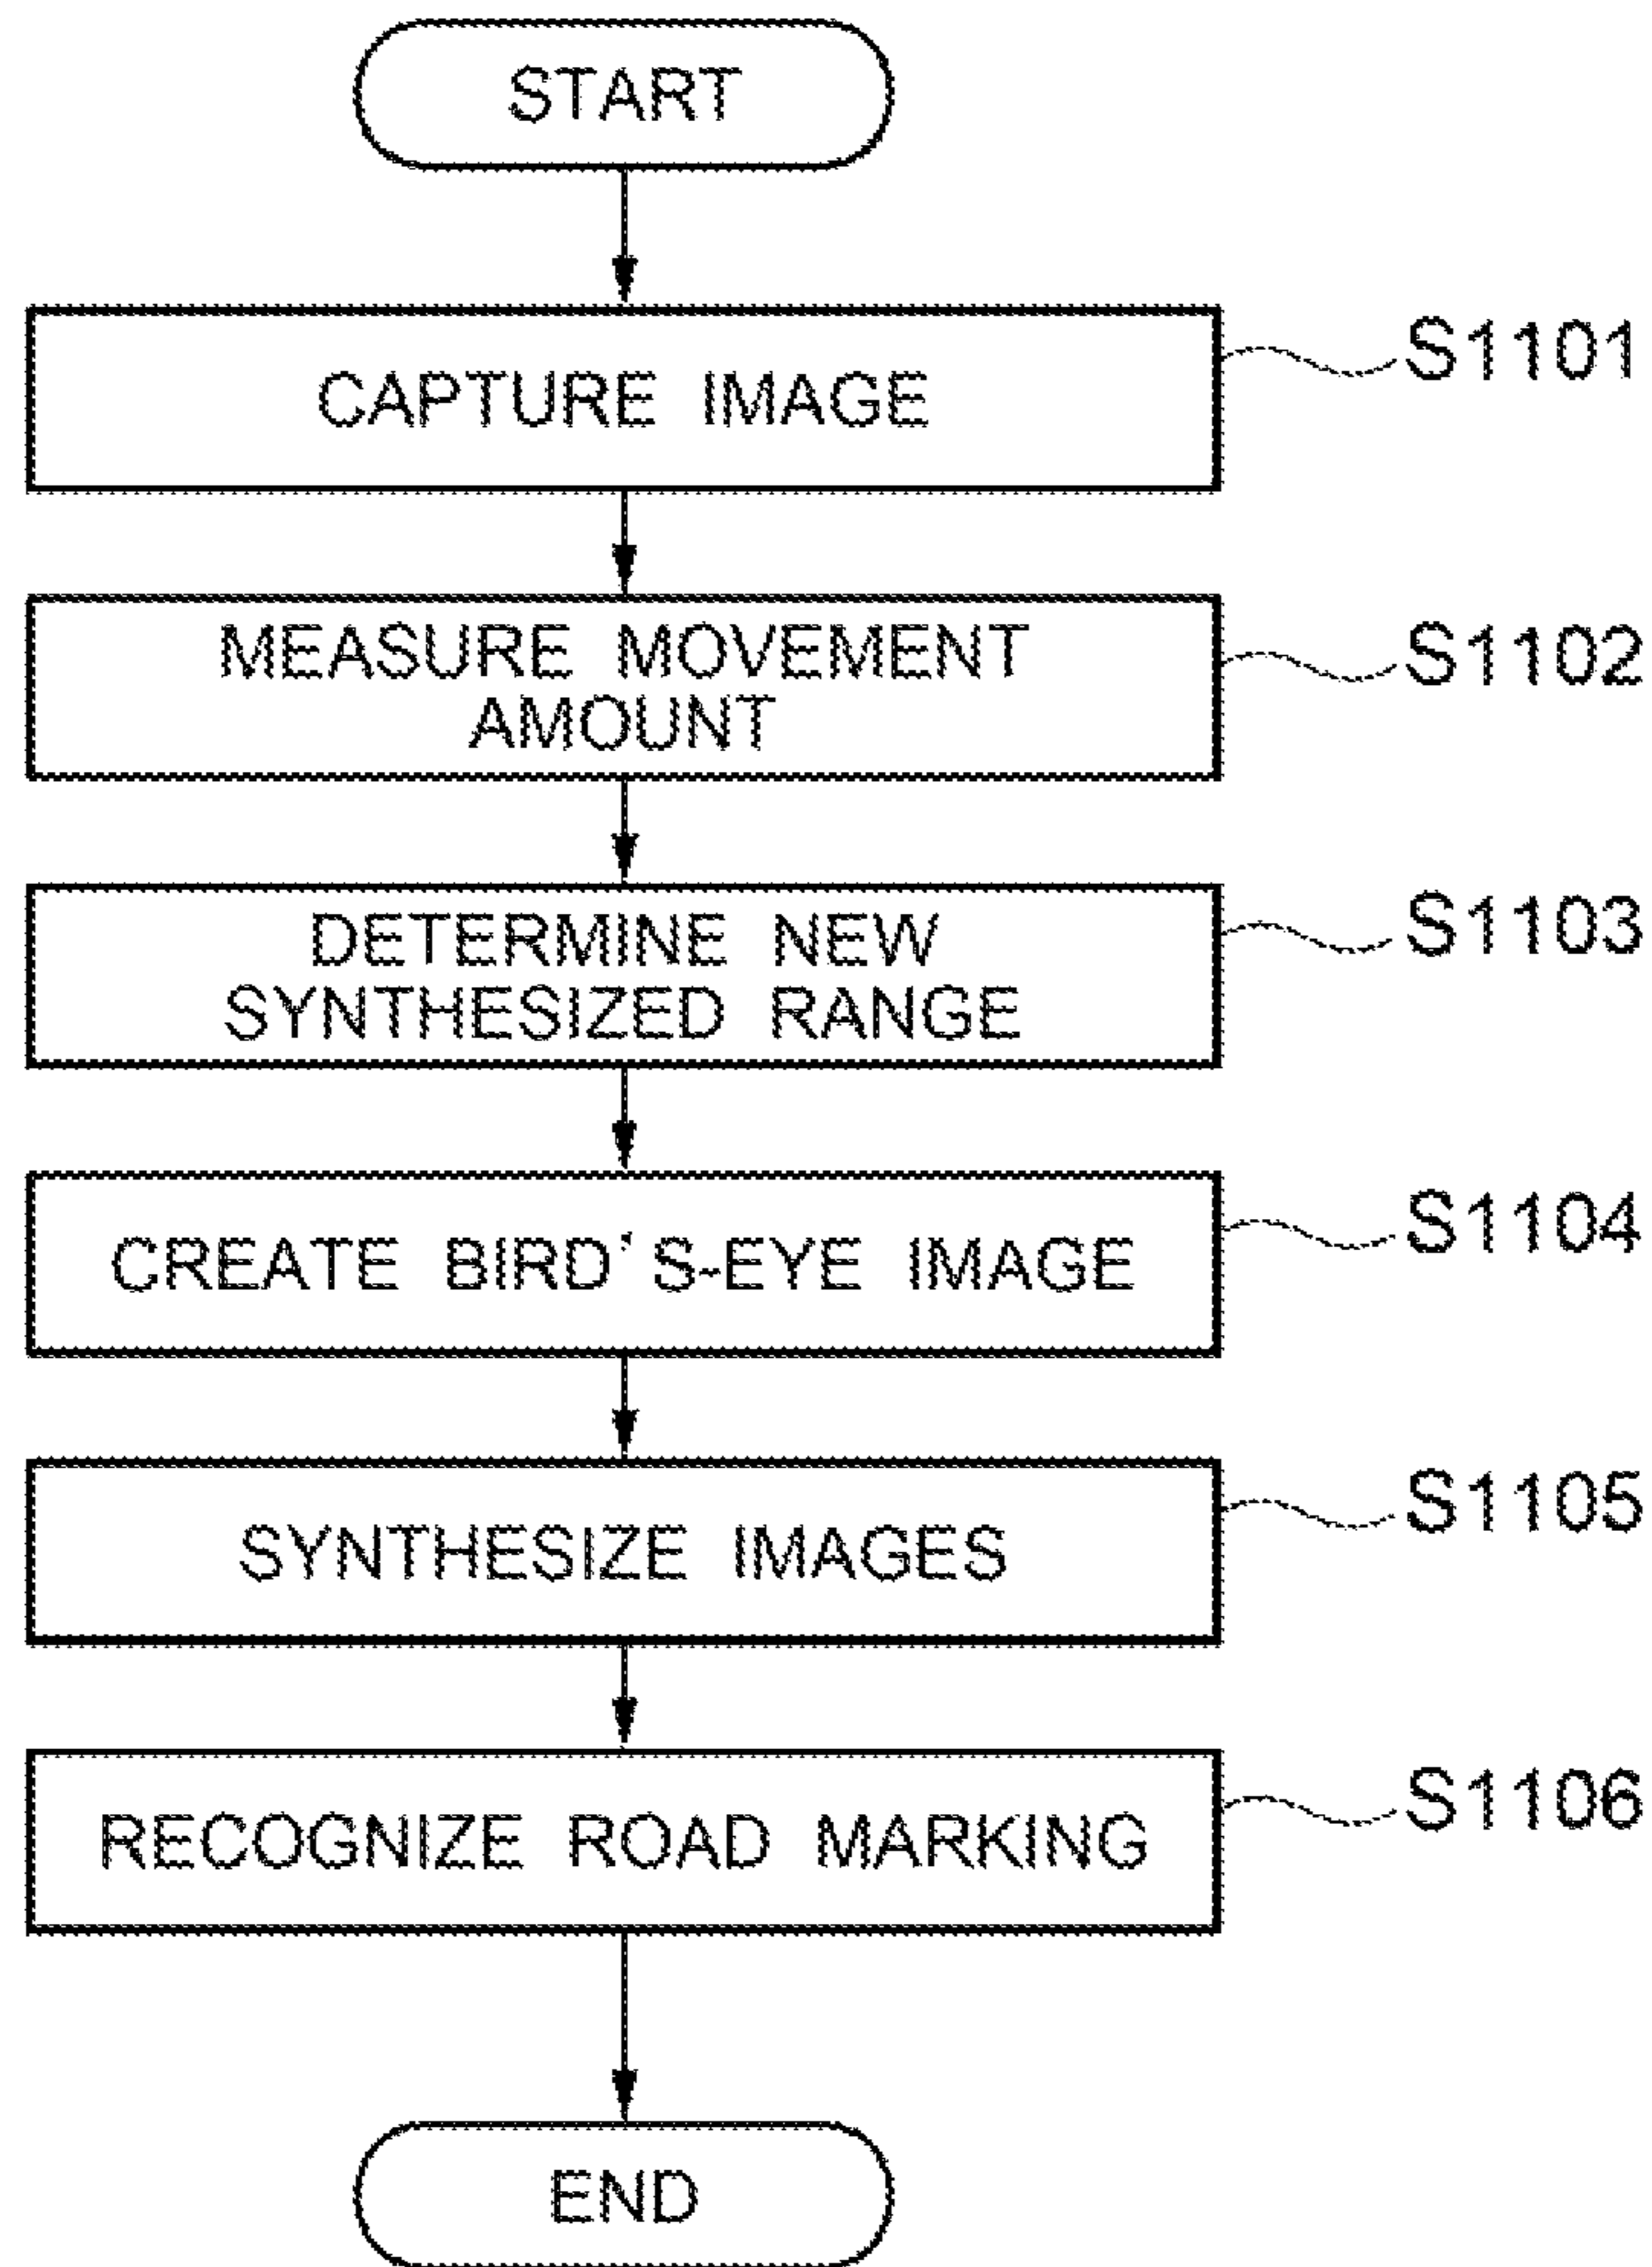 START
CAPTURE IMAGE
S1101
MEASURE MOVEMENT
AMOUNT
S1102
DETERMINE NEW
SYNTHESIZED RANGE
S1103
CREATE BIRD'S-EYE IMAGE
S1104
SYNTHESIZE IMAGES
S1105
RECOGNIZE ROAD MARKING
S1106
END